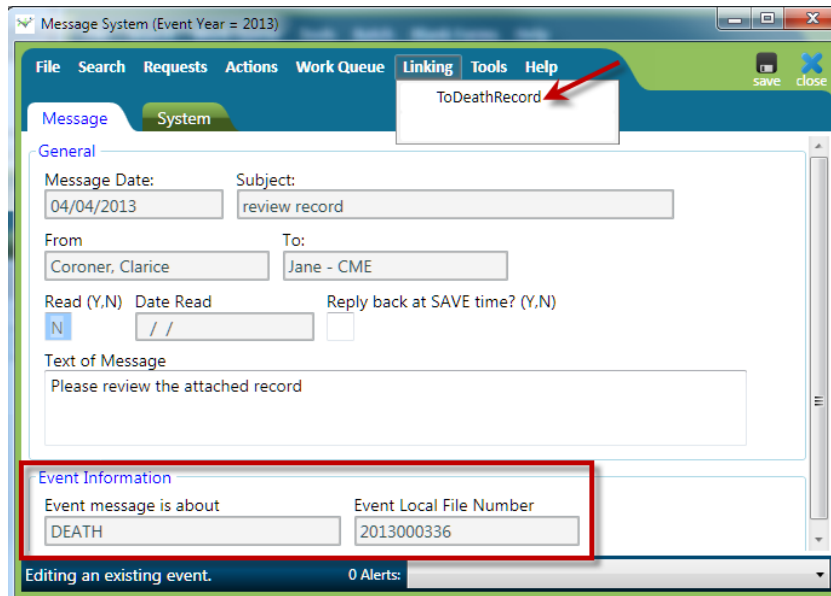 Message System (Event Year = 2013)
File Search Requests Actions Work Queue Linking Tools Help
save close
ToDeathRecord
Message System
General
Message Date: Subject:
04/04/2013 review record
From To:
Coroner, Clarice Jane - CME
Read (Y,N) Date Read Reply back at SAVE time? (Y,N)
N / /
Text of Message
Please review the attached record
Event Information
Event message is about Event Local File Number
DEATH 2013000336
Editing an existing event. 0 Alerts: